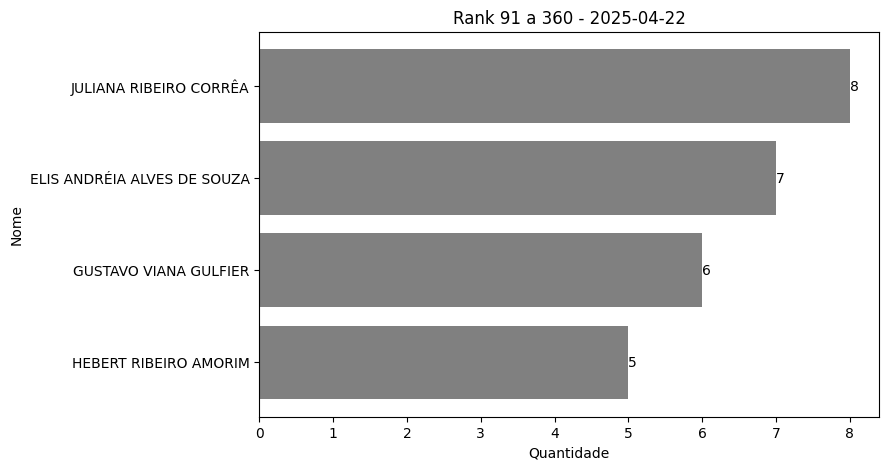 Rank 91 a 360 - 2025-04-22
Nome
JULIANA RIBEIRO CORRÊA
8
ELIS ANDRÉIA ALVES DE SOUZA
7
GUSTAVO VIANA GULFIER
6
HEBERT RIBEIRO AMORIM
5
0 1 2 3 4 5 6 7 8
Quantidade